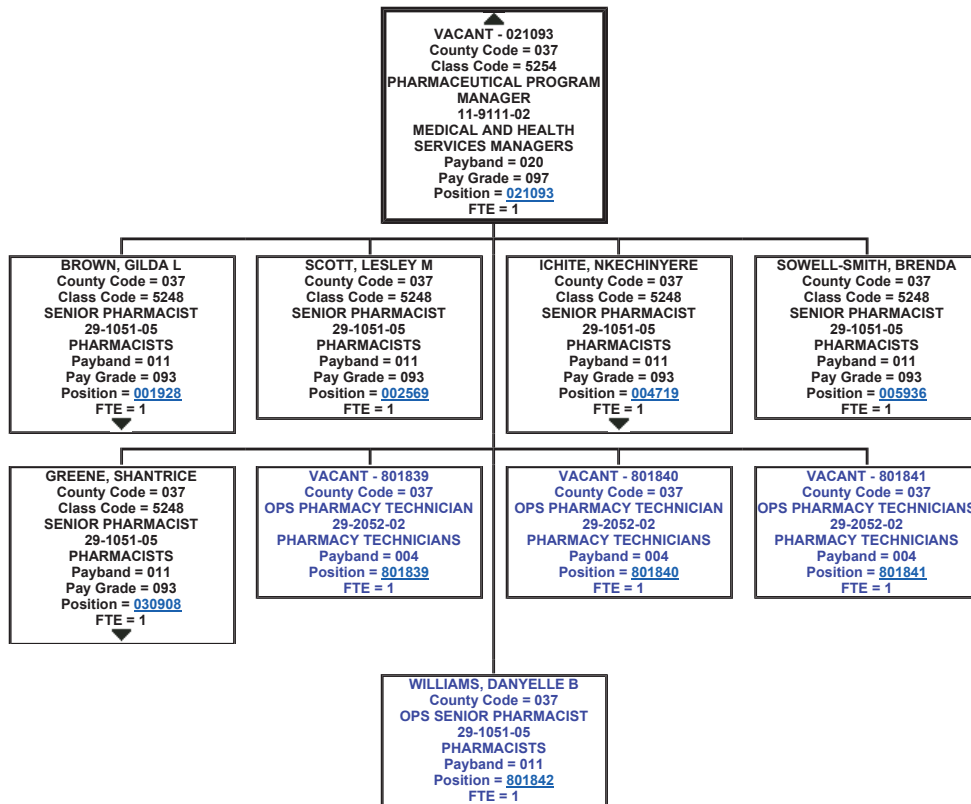 VACANT - 021093
County Code = 037
Class Code = 5254
PHARMACEUTICAL PROGRAM
MANAGER
11-9111-02
MEDICAL AND HEALTH
SERVICES MANAGERS
Payband = 020
Pay Grade = 097
Position = 021093
FTE = 1
BROWN, GILDA L
County Code = 037
Class Code = 5248
SENIOR PHARMACIST
29-1051-05
PHARMACISTS
Payband = 011
Pay Grade = 093
Position = 001928
FTE = 1
SCOTT, LESLEY M
County Code = 037
Class Code = 5248
SENIOR PHARMACIST
29-1051-05
PHARMACISTS
Payband = 011
Pay Grade = 093
Position = 002569
FTE = 1
ICHITE, NKECHINYERE
County Code = 037
Class Code = 5248
SENIOR PHARMACIST
29-1051-05
PHARMACISTS
Payband = 011
Pay Grade = 093
Position = 004719
FTE = 1
SOWELL-SMITH, BRENDA
County Code = 037
Class Code = 5248
SENIOR PHARMACIST
29-1051-05
PHARMACISTS
Payband = 011
Pay Grade = 093
Position = 005936
FTE = 1
GREENE, SHANTRICE
County Code = 037
Class Code = 5248
SENIOR PHARMACIST
29-1051-05
PHARMACISTS
Payband = 011
Pay Grade = 093
Position = 030908
FTE = 1
VACANT - 801839
County Code = 037
OPS PHARMACY TECHNICIAN
29-2052-02
PHARMACY TECHNICIANS
Payband = 004
Position = 801839
FTE = 1
VACANT - 801840
County Code = 037
OPS PHARMACY TECHNICIAN
29-2052-02
PHARMACY TECHNICIANS
Payband = 004
Position = 801840
FTE = 1
VACANT - 801841
County Code = 037
OPS PHARMACY TECHNICIANS
29-2052-02
PHARMACY TECHNICIANS
Payband = 004
Position = 801841
FTE = 1
WILLIAMS, DANYELLE B
County Code = 037
OPS SENIOR PHARMACIST
29-1051-05
PHARMACISTS
Payband = 011
Position = 801842
FTE = 1